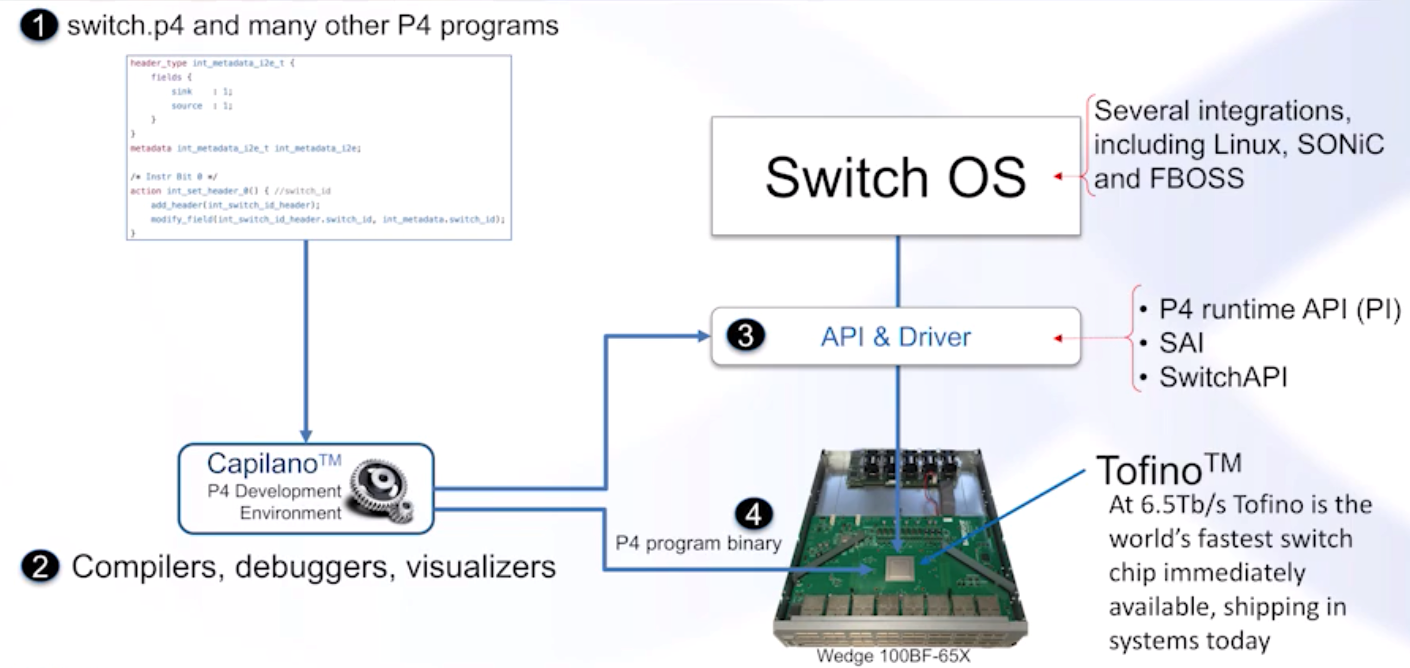 1 switch.p4 and many other P4 programs
header_type int_metadata_i2e_t {
    fields {
        sink    : 1;
        source  : 1;
    }
}
metadata int_metadata_i2e_t int_metadata_i2e;
/* Instr Bit 0 */
action int_set_header_0() { //switch_id
    add_header(int_switch_id_header);
    modify_field(int_switch_id_header.switch_id, int_metadata.switch_id);
}
Switch OS
Several integrations,
including Linux, SONiC
and FBOSS
3 API & Driver
• P4 runtime API (PI)
• SAI
• SwitchAPI
Capilano™
P4 Development
Environment
2 Compilers, debuggers, visualizers
4
P4 program binary
Tofino™
At 6.5Tb/s Tofino is the
world's fastest switch
chip immediately
available, shipping in
systems today
Wedge 100BF-65X